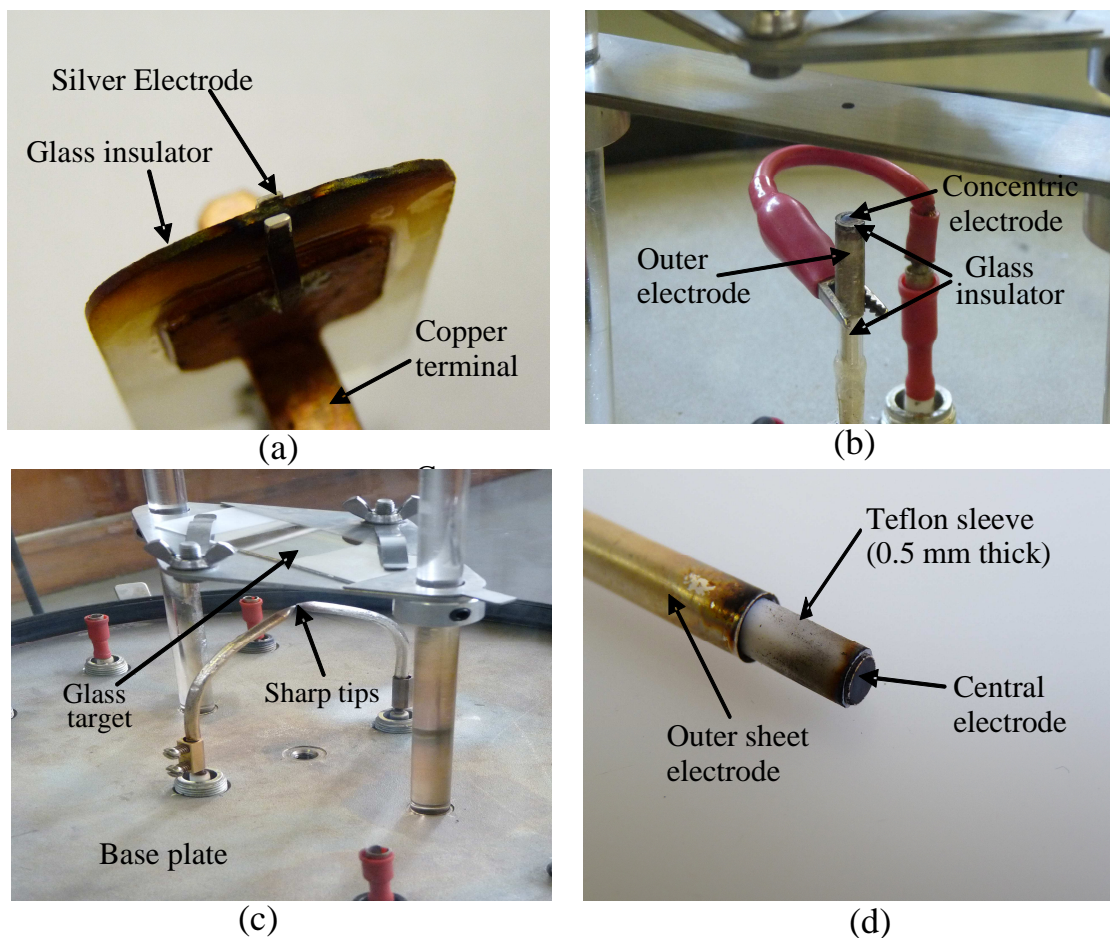 Silver Electrode
Glass insulator
Copper
terminal
(a)
Concentric
electrode
Outer
electrode
Glass
insulator
(b)
Glass
target
Sharp tips
Base plate
(c)
Teflon sleeve
(0.5 mm thick)
Central
electrode
Outer sheet
electrode
(d)